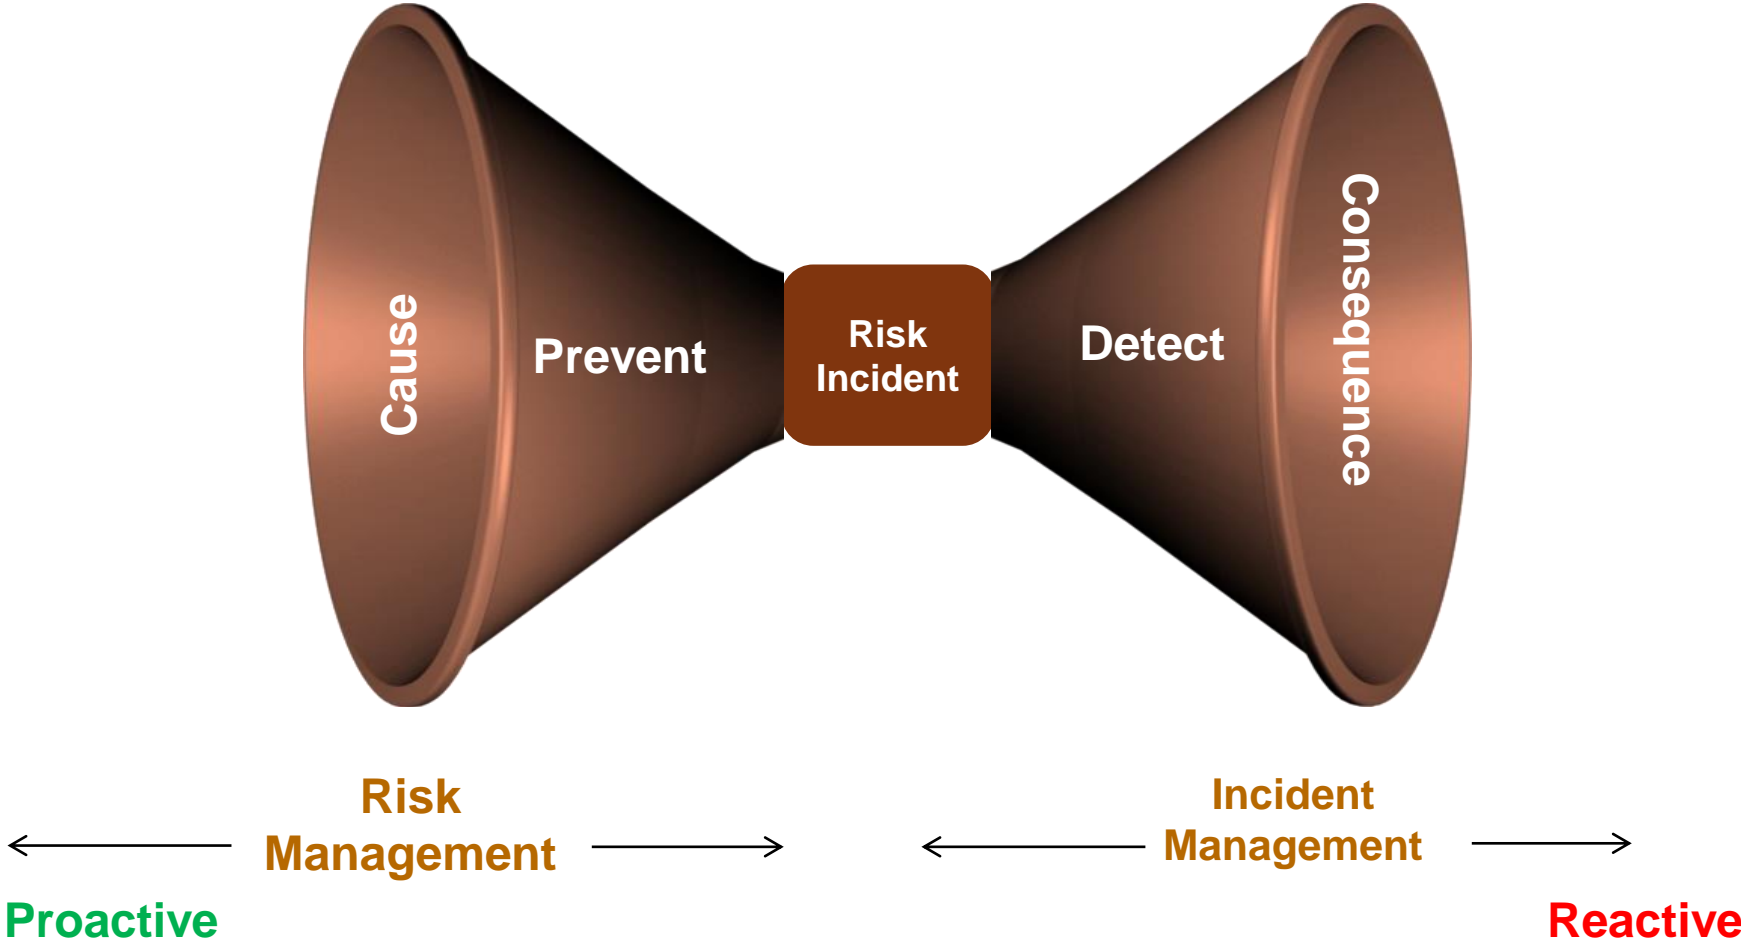 Cause
Prevent
Risk
Incident
Detect
Consequence
Risk
Management
Incident
Management
Proactive
Reactive